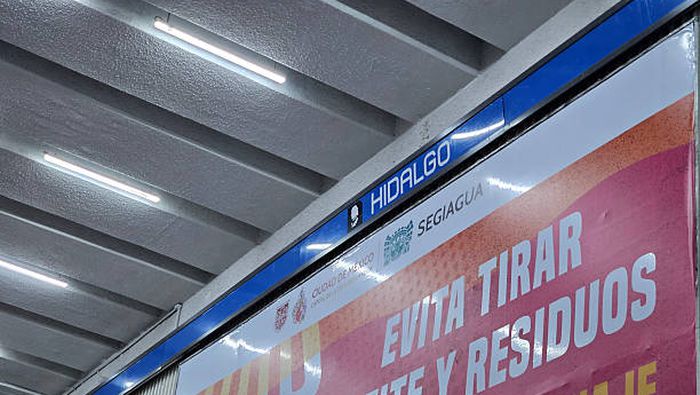 HIDALGO
SEGIAGUA
CIUDAD DE MÉXICO
EVITA TIRAR
Y RESIDUOS